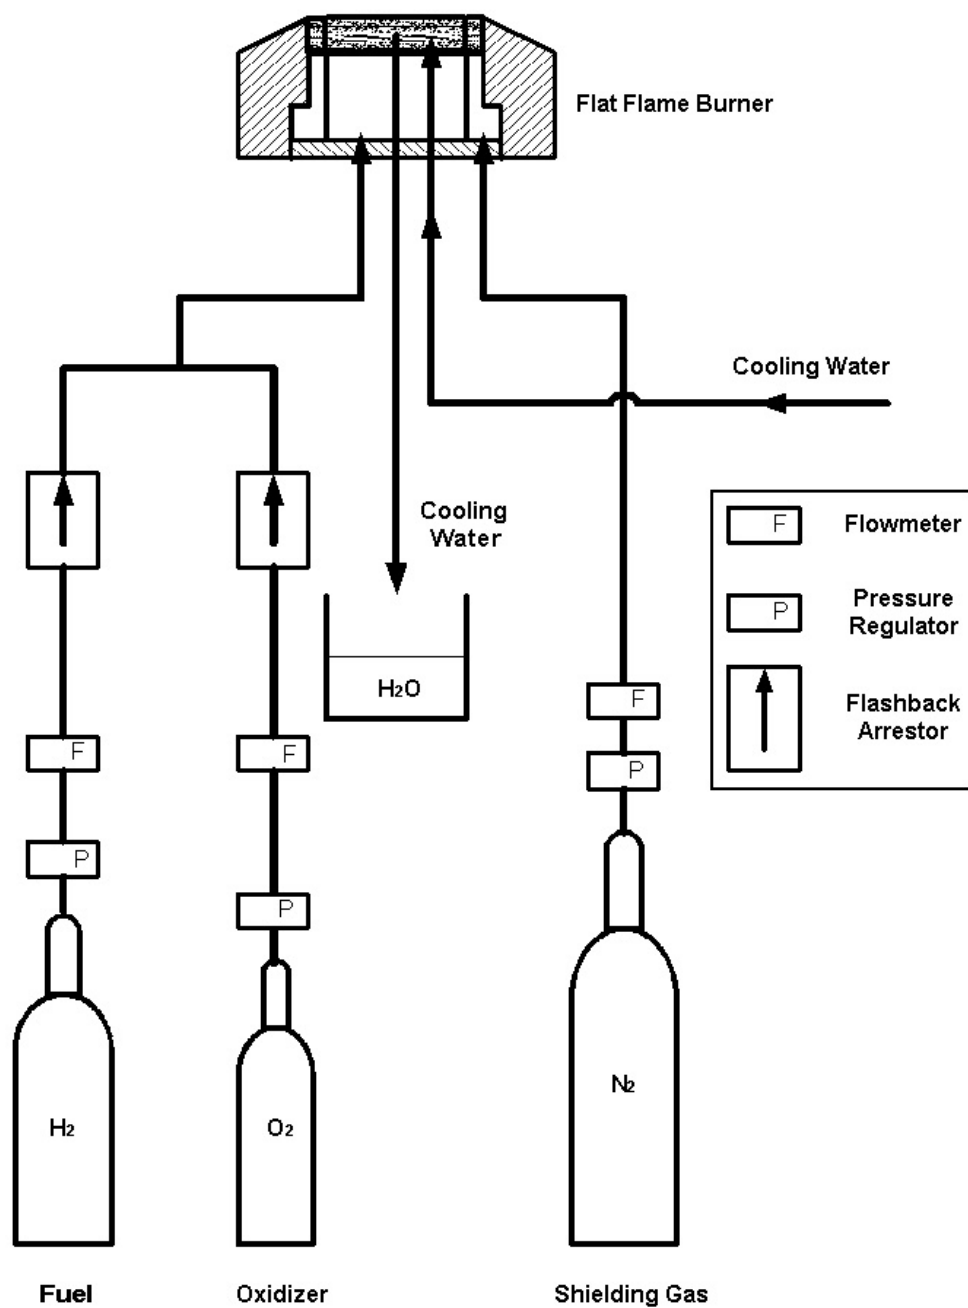 Flat Flame Burner
Cooling Water
Cooling
Water
F Flowmeter
P Pressure
Regulator
Flashback
Arrestor
H₂O
F
F
F
P
P
P
H₂
O₂
N₂
Fuel
Oxidizer
Shielding Gas